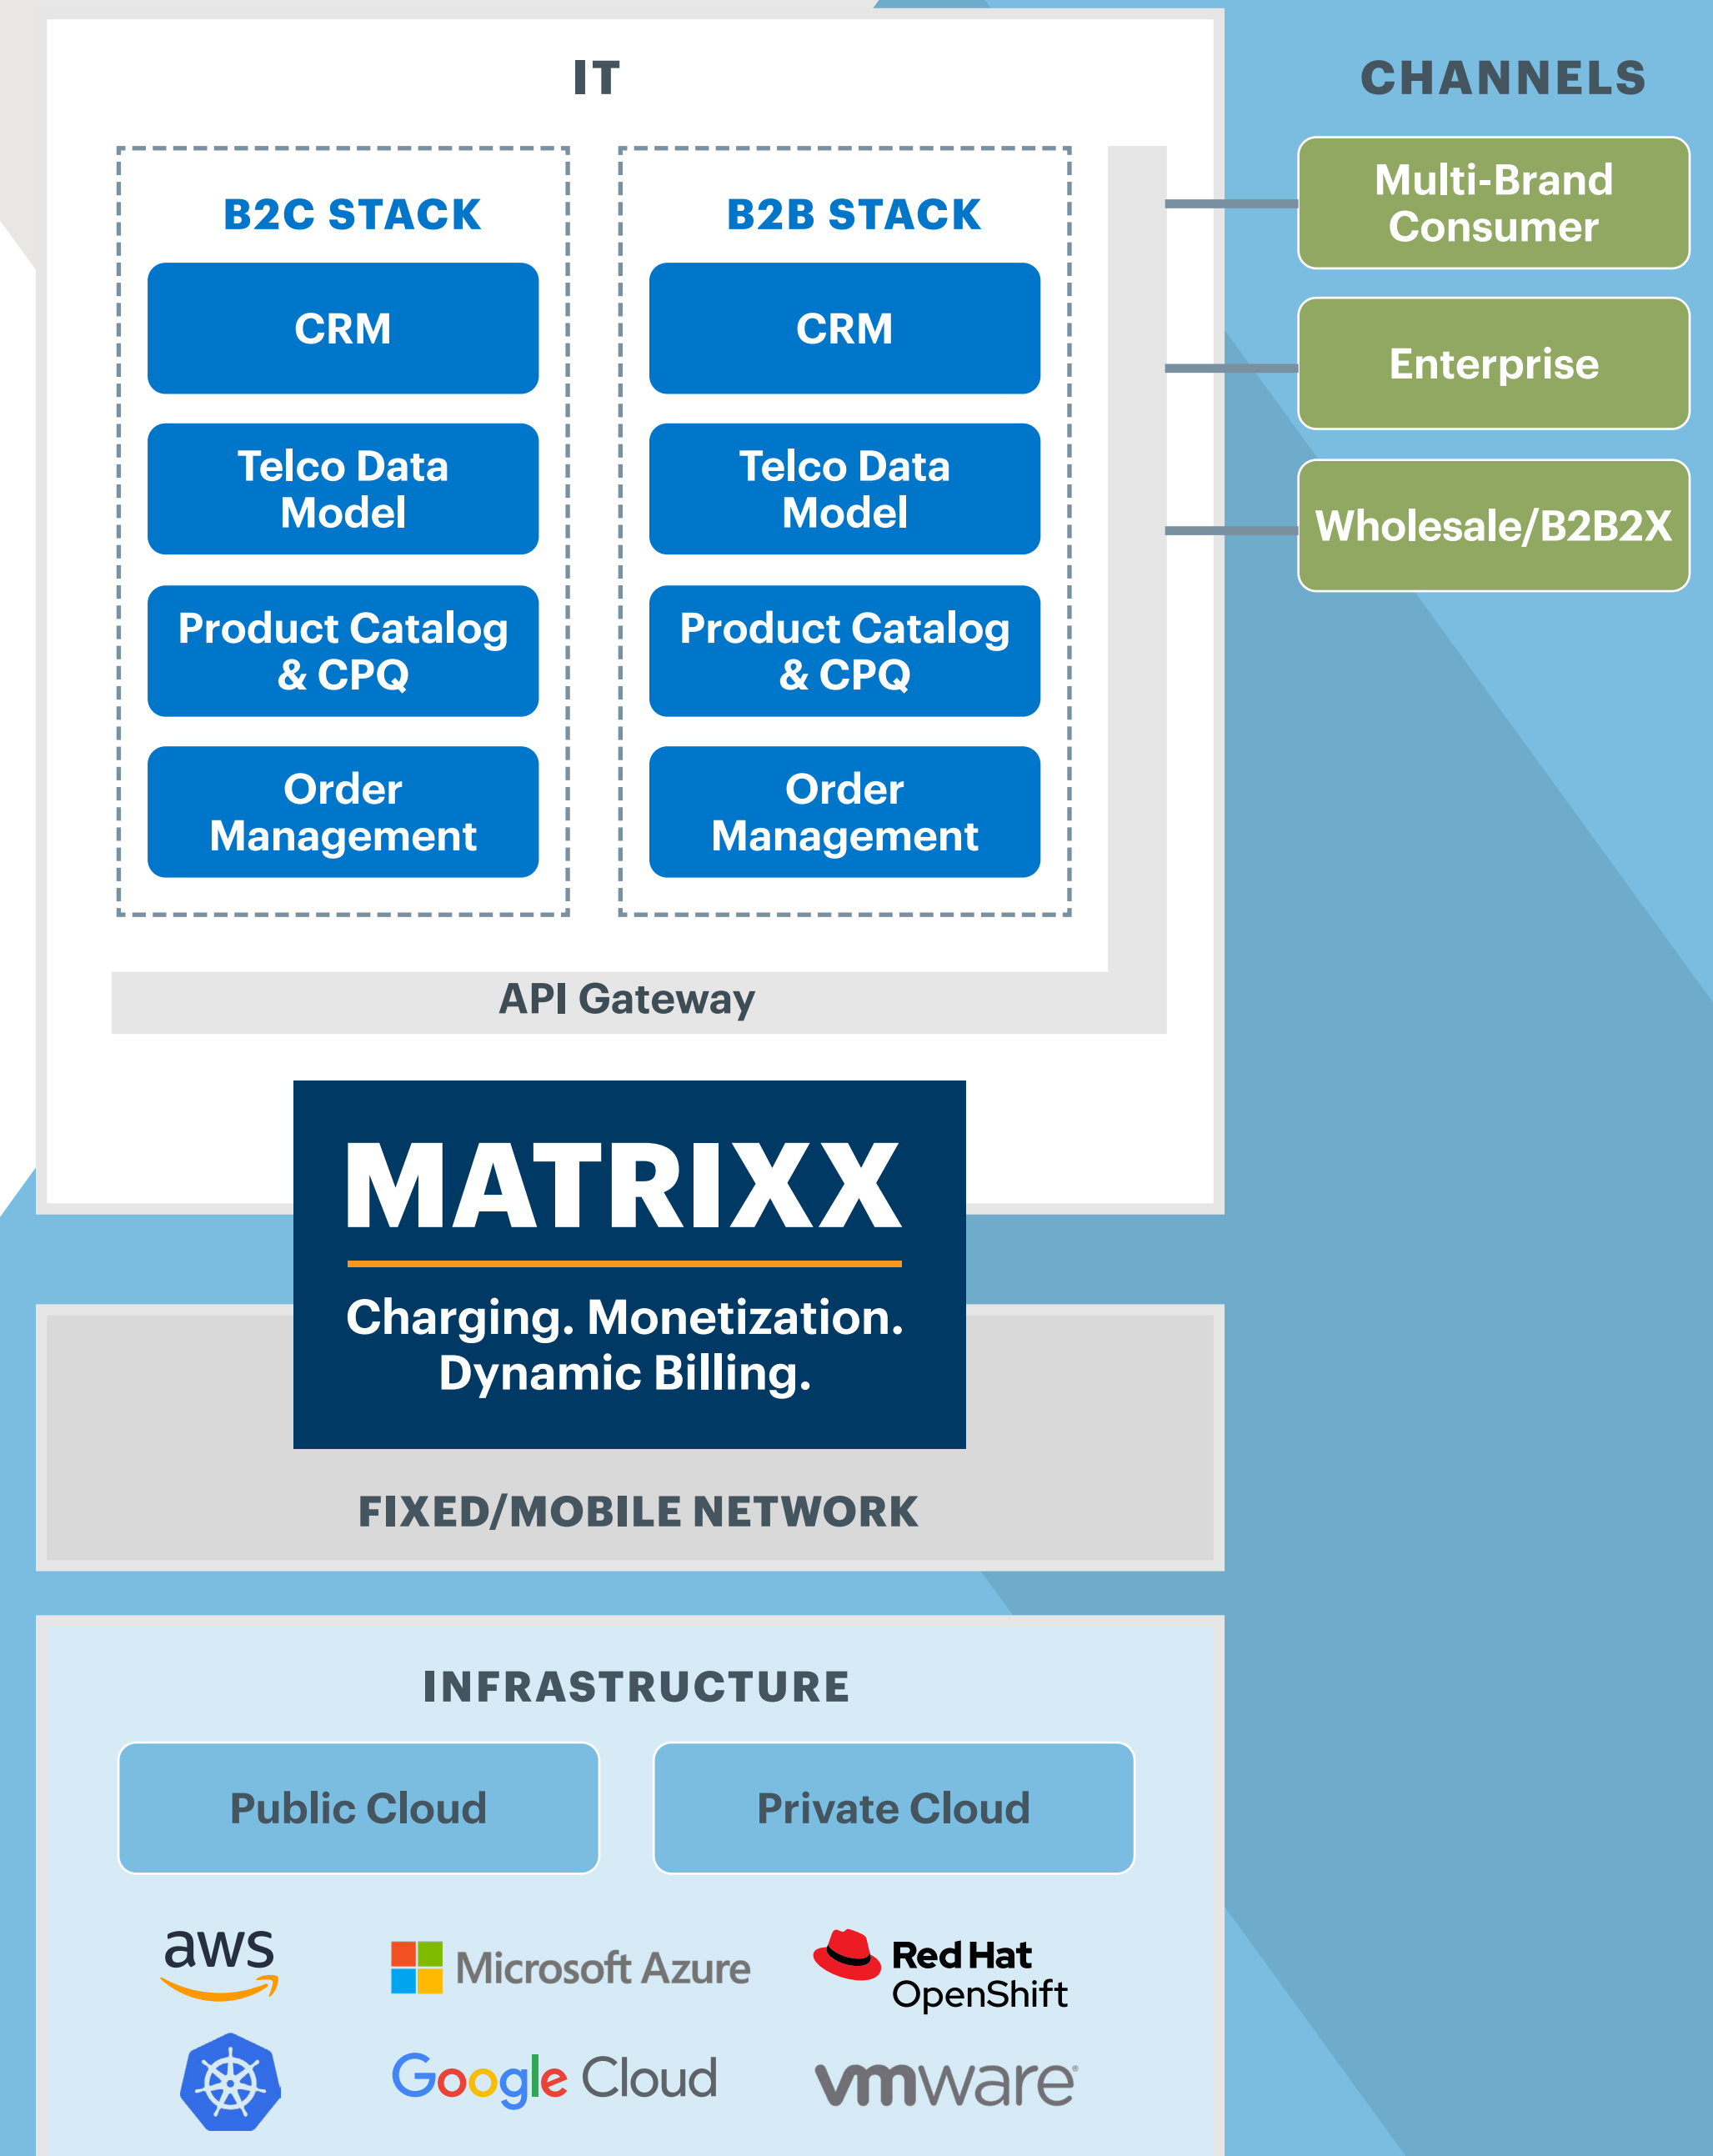 IT
B2C STACK
CRM
Telco Data
Model
Product Catalog
& CPQ
Order
Management
B2B STACK
CRM
Telco Data
Model
Product Catalog
& CPQ
Order
Management
API Gateway
CHANNELS
Multi-Brand
Consumer
Enterprise
Wholesale/B2B2X
MATRIXX
Charging. Monetization.
Dynamic Billing.
FIXED/MOBILE NETWORK
INFRASTRUCTURE
Public Cloud
Private Cloud
aws
Microsoft Azure
Red Hat
OpenShift
Google Cloud
vmware®